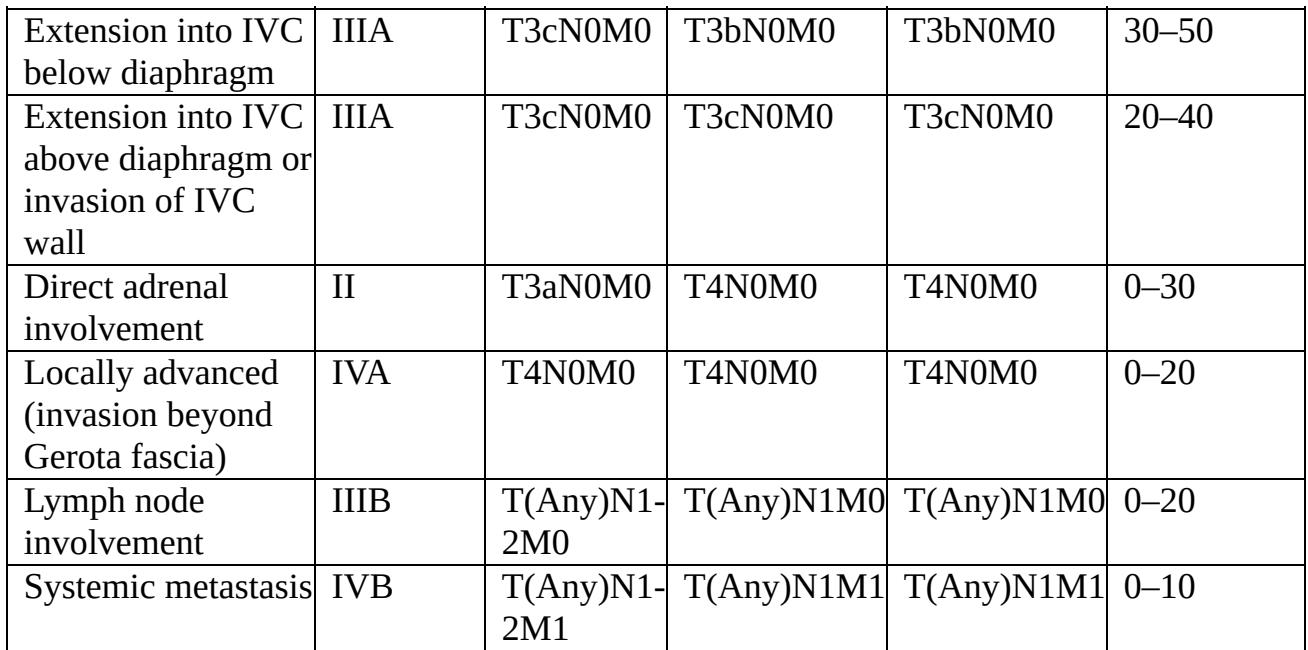 Extension into IVC IIIA T3cN0M0 T3bN0M0 T3bN0M0 30–50
below diaphragm
Extension into IVC IIIA T3cN0M0 T3cN0M0 T3cN0M0 20–40
above diaphragm or
invasion of IVC
wall
Direct adrenal II T3aN0M0 T4N0M0 T4N0M0 0–30
involvement
Locally advanced IVA T4N0M0 T4N0M0 T4N0M0 0–20
(invasion beyond
Gerota fascia)
Lymph node IIIB T(Any)N1- T(Any)N1M0 T(Any)N1M0 0–20
involvement 2M0
Systemic metastasis IVB T(Any)N1- T(Any)N1M1 T(Any)N1M1 0–10
2M1